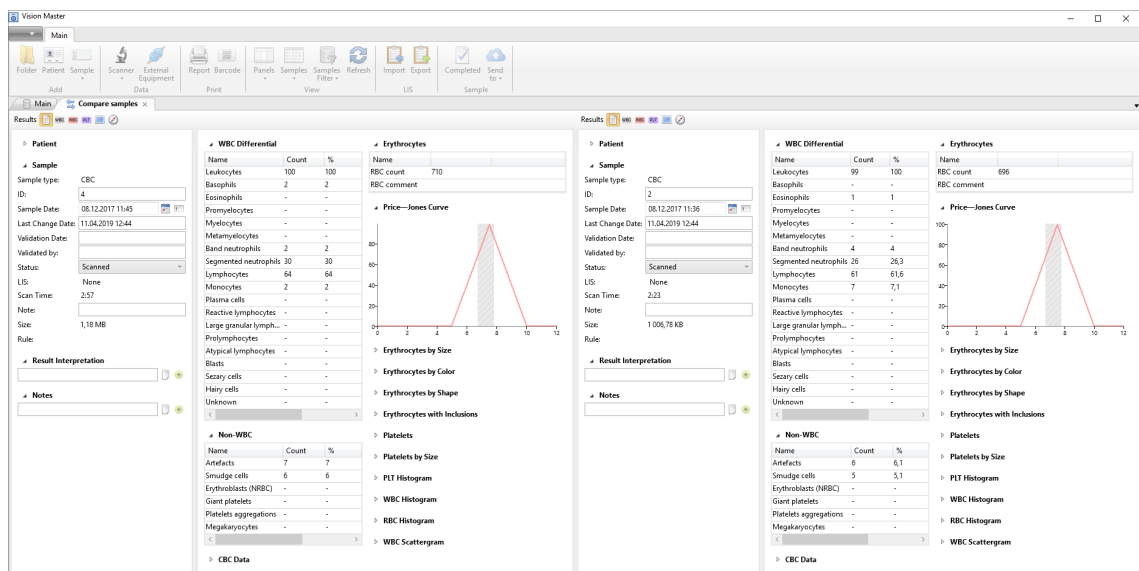 Vision Master
Main
Folder Patient Sample Scanner External Equipment Report Barcode Panels Samples Samples Filter Refresh Import Export Completed Send to
Add Data Print View LIS Sample
Main Compare samples ×
Results WBC RBC PLT
Patient
Sample
Sample type: CBC
ID: 4
Sample Date: 08.12.2017 11:45
Last Change Date: 11.04.2019 12:44
Validation Date:
Validated by:
Status: Scanned
LIS: None
Scan Time: 2:57
Note:
Size: 1,18 MB
Rule:
Result Interpretation
Notes
WBC Differential
Name Count %
Leukocytes 100 100
Basophils 2 2
Eosinophils - -
Promyelocytes - -
Myelocytes - -
Metamyelocytes - -
Band neutrophils 2 2
Segmented neutrophils 30 30
Lymphocytes 64 64
Monocytes 2 2
Plasma cells - -
Reactive lymphocytes - -
Large granular lymph... - -
Prolymphocytes - -
Atypical lymphocytes - -
Blasts - -
Sezary cells - -
Hairy cells - -
Unknown - -
Non-WBC
Name Count %
Artefacts 7 7
Smudge cells 6 6
Erythroblasts (NRBC) - -
Giant platelets - -
Platelets aggregations - -
Megakaryocytes - -
CBC Data
Erythrocytes
Name
RBC count 710
RBC comment
Price—Jones Curve
80
60
40
20
0
0 2 4 6 8 10 12
Erythrocytes by Size
Erythrocytes by Color
Erythrocytes by Shape
Erythrocytes with Inclusions
Platelets
Platelets by Size
PLT Histogram
WBC Histogram
RBC Histogram
WBC Scattergram
Results WBC RBC PLT
Patient
Sample
Sample type: CBC
ID: 2
Sample Date: 08.12.2017 11:36
Last Change Date: 11.04.2019 12:44
Validation Date:
Validated by:
Status: Scanned
LIS: None
Scan Time: 2:23
Note:
Size: 1 006,78 KB
Rule:
Result Interpretation
Notes
WBC Differential
Name Count %
Leukocytes 99 100
Basophils - -
Eosinophils 1 1
Promyelocytes - -
Myelocytes - -
Metamyelocytes - -
Band neutrophils 4 4
Segmented neutrophils 26 26,3
Lymphocytes 61 61,6
Monocytes 7 7,1
Plasma cells - -
Reactive lymphocytes - -
Large granular lymph... - -
Prolymphocytes - -
Atypical lymphocytes - -
Blasts - -
Sezary cells - -
Hairy cells - -
Unknown - -
Non-WBC
Name Count %
Artefacts 6 6,1
Smudge cells 5 5,1
Erythroblasts (NRBC) - -
Giant platelets - -
Platelets aggregations - -
Megakaryocytes - -
CBC Data
Erythrocytes
Name
RBC count 696
RBC comment
Price—Jones Curve
100
80
60
40
20
0
0 2 4 6 8 10 12
Erythrocytes by Size
Erythrocytes by Color
Erythrocytes by Shape
Erythrocytes with Inclusions
Platelets
Platelets by Size
PLT Histogram
WBC Histogram
RBC Histogram
WBC Scattergram